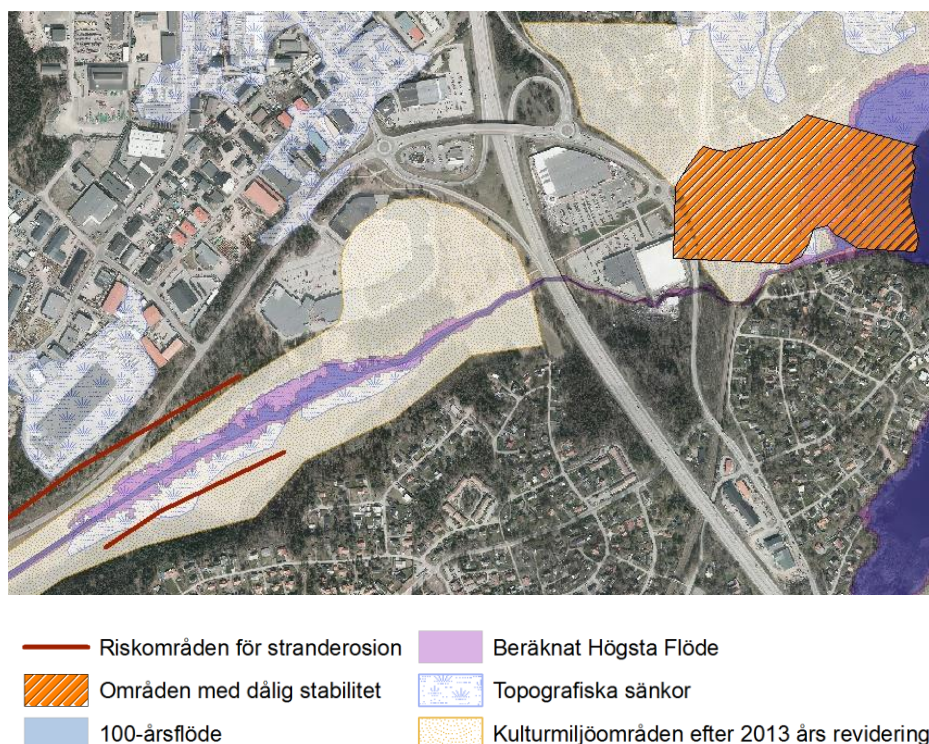 Riskområden för stranderosion
Beräknat Högsta Flöde
Områden med dålig stabilitet
Topografiska sänkor
100-årsflöde
Kulturmiljöområden efter 2013 års revidering